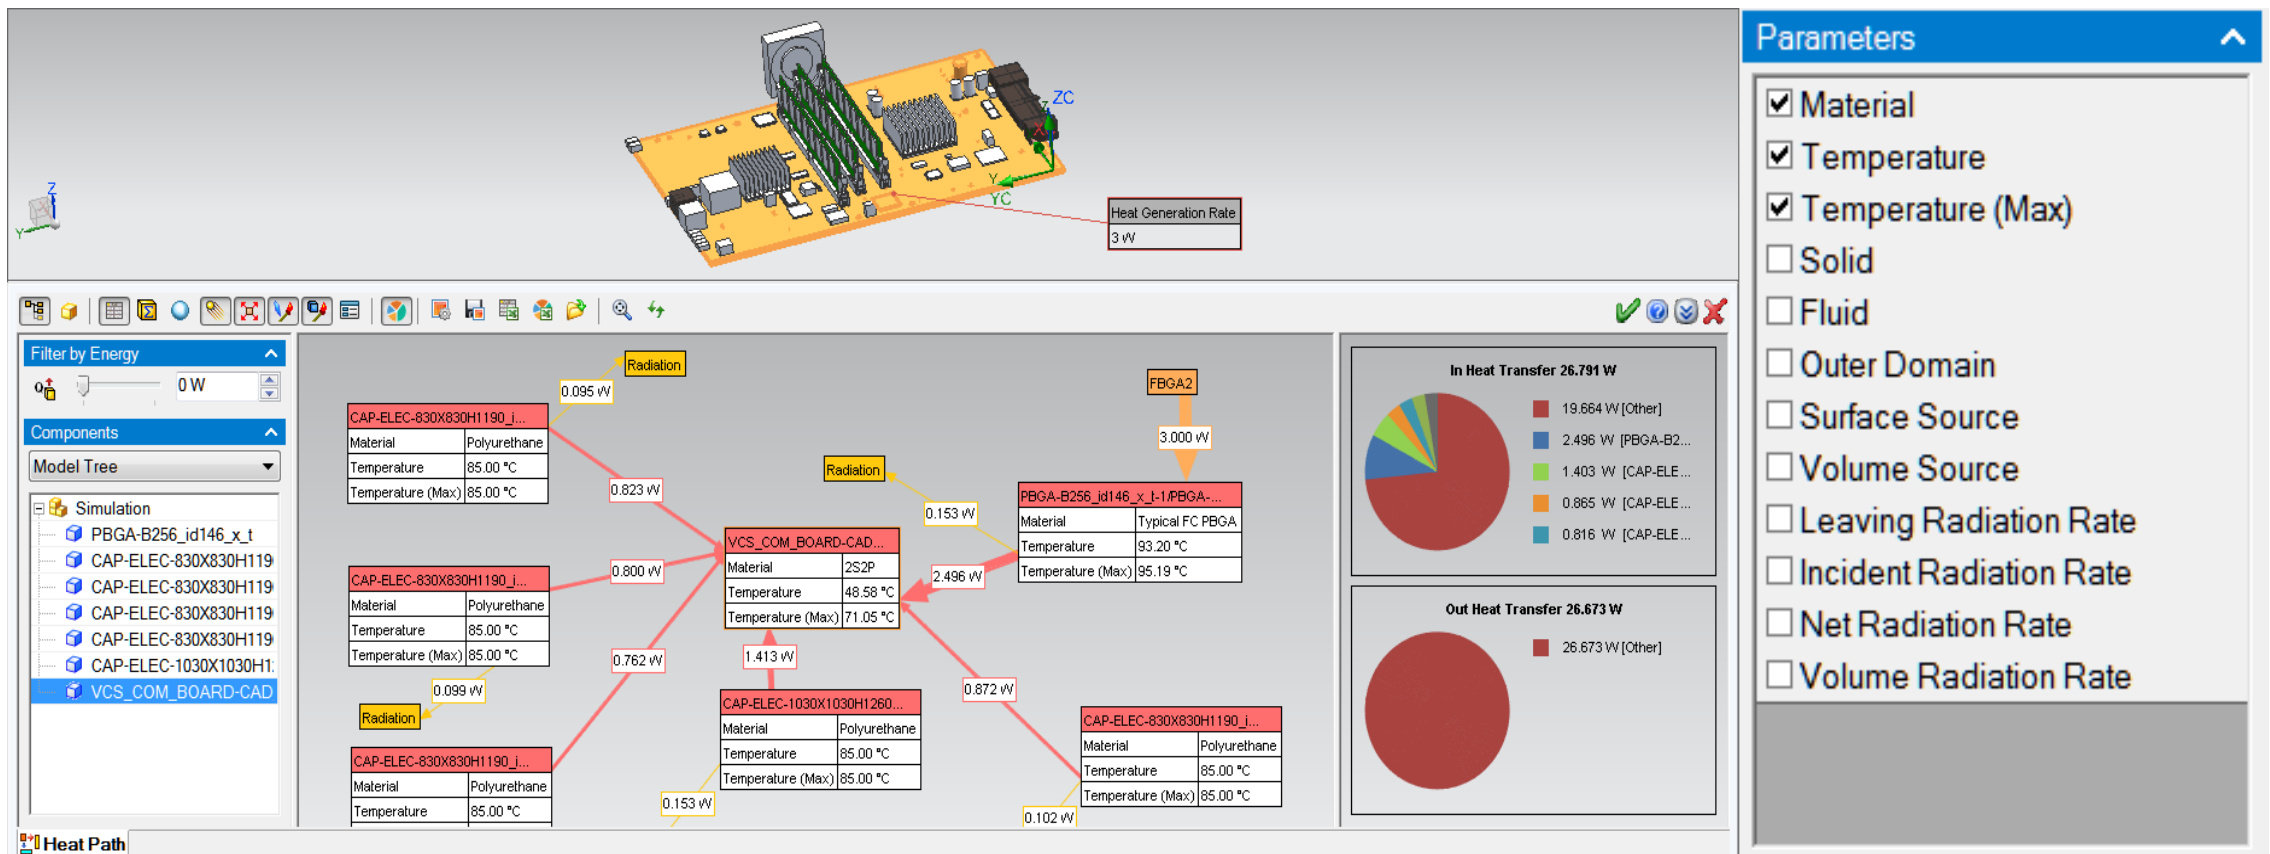 ZC
Z
X
Y
YC
Z
X
Y
Heat Generation Rate
3 W
Filter by Energy
0 W
Components
Model Tree
Simulation
PBGA-B256_id146_x_t
CAP-ELEC-830X830H119
CAP-ELEC-830X830H119
CAP-ELEC-830X830H119
CAP-ELEC-830X830H119
CAP-ELEC-1030X1030H1
VCS_COM_BOARD-CAD
Radiation
0.095 W
CAP-ELEC-830X830H1190_i...
Material Polyurethane
Temperature 85.00 °C
Temperature (Max) 85.00 °C
0.823 W
FBGA2
3.000 W
Radiation
0.153 W
PBGA-B256_id146_x_t-1/PBGA-...
Material Typical FC PBGA
Temperature 93.20 °C
Temperature (Max) 95.19 °C
2.496 W
VCS_COM_BOARD-CAD...
Material 2S2P
Temperature 48.58 °C
Temperature (Max) 71.05 °C
CAP-ELEC-830X830H1190_i...
Material Polyurethane
Temperature 85.00 °C
Temperature (Max) 85.00 °C
0.800 W
0.762 W
0.099 W
Radiation
1.413 W
0.872 W
CAP-ELEC-830X830H1190_i...
Material Polyurethane
Temperature 85.00 °C
CAP-ELEC-1030X1030H1260...
Material Polyurethane
Temperature 85.00 °C
Temperature (Max) 85.00 °C
0.153 W
CAP-ELEC-830X830H1190_i...
Material Polyurethane
Temperature 85.00 °C
Temperature (Max) 85.00 °C
0.102 W
In Heat Transfer 26.791 W
19.664 W [Other]
2.496 W [PBGA-B2...
1.403 W [CAP-ELE...
0.865 W [CAP-ELE...
0.816 W [CAP-ELE...
Out Heat Transfer 26.673 W
26.673 W [Other]
Heat Path
Parameters
Material
Temperature
Temperature (Max)
Solid
Fluid
Outer Domain
Surface Source
Volume Source
Leaving Radiation Rate
Incident Radiation Rate
Net Radiation Rate
Volume Radiation Rate